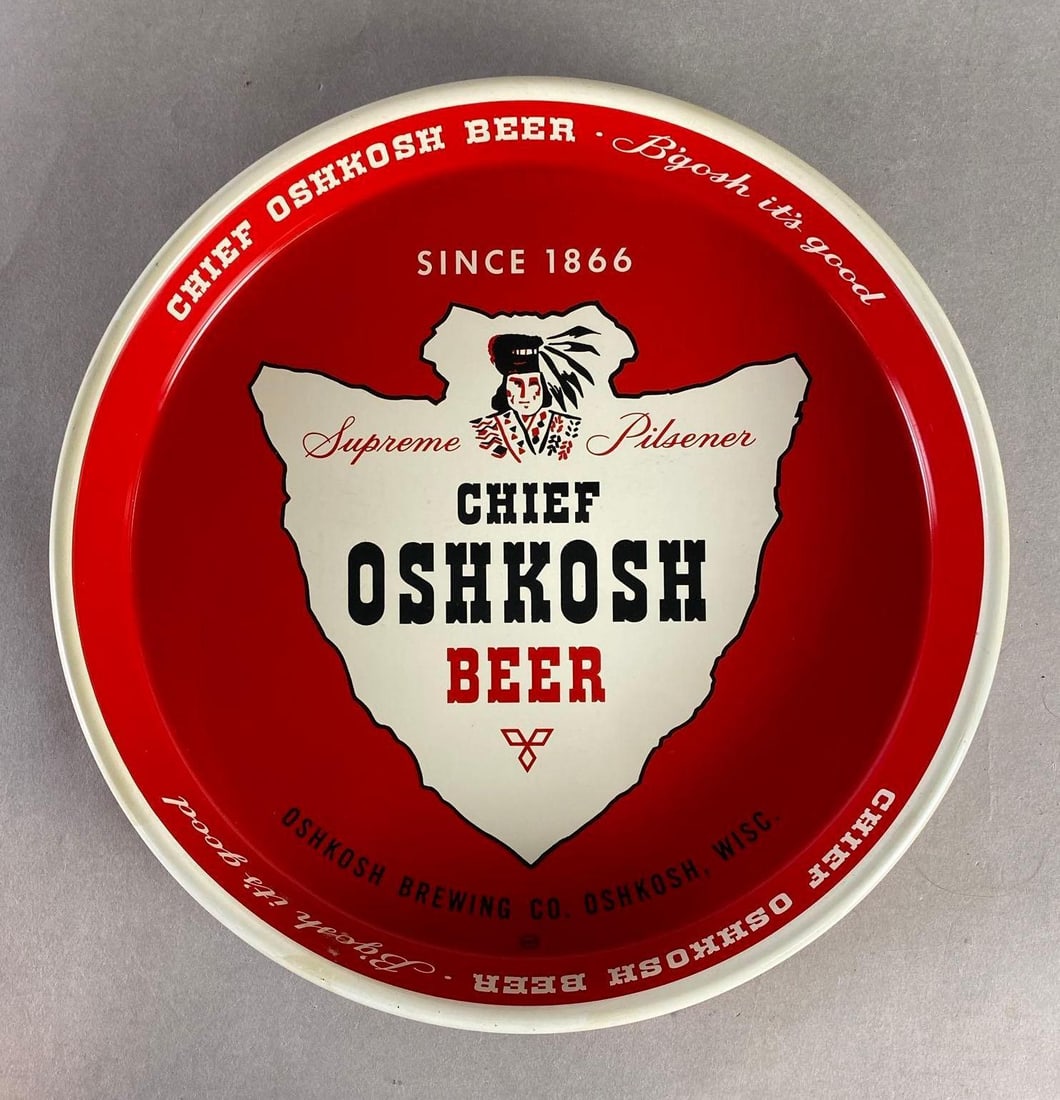 CHIEF OSHKOSH BEER · B'gosh it's good
SINCE 1866
Supreme Pilsener
CHIEF
OSHKOSH
BEER
OSHKOSH BREWING CO. OSHKOSH, WISC.
CHIEF OSHKOSH BEER · B'gosh it's good